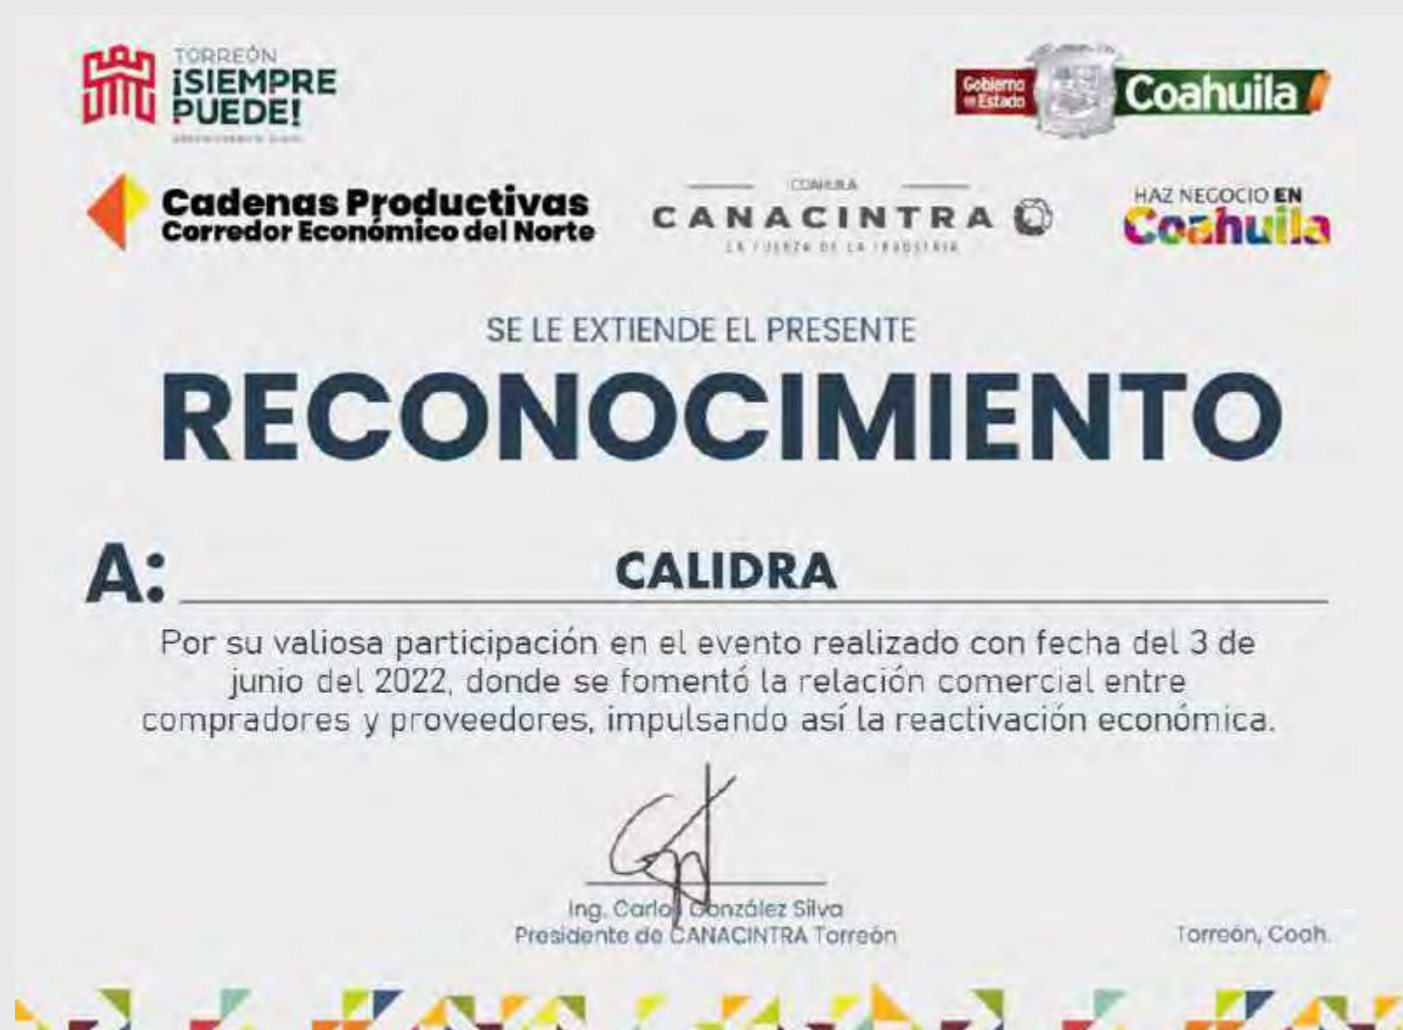 TORREÓN
¡SIEMPRE
PUEDE!
Gobierno
de Estado
Coahuila
Cadenas Productivas
Corredor Económico del Norte
COAHUILA
CANACINTRA
LA FUERZA DE LA INDUSTRIA
HAZ NEGOCIO EN
Coahuila
SE LE EXTIENDE EL PRESENTE
RECONOCIMIENTO
A: CALIDRA
Por su valiosa participación en el evento realizado con fecha del 3 de
junio del 2022, donde se fomentó la relación comercial entre
compradores y proveedores, impulsando así la reactivación económica.
Ing. Carlos González Silva
Presidente de CANACINTRA Torreón
Torreón, Coah.